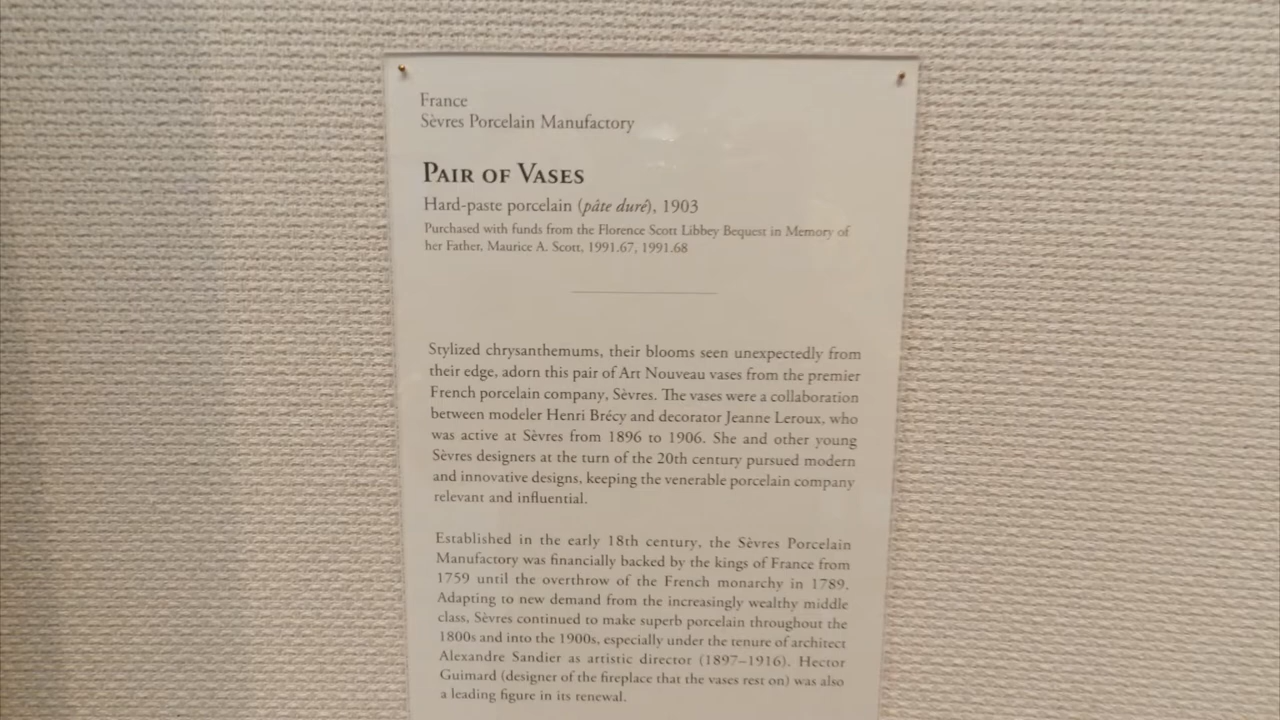 France
Sèvres Porcelain Manufactory
PAIR OF VASES
Hard-paste porcelain (pâte duré), 1903
Purchased with funds from the Florence Scott Libbey Bequest in Memory of
her Father, Maurice A. Scott, 1991.67, 1991.68
Stylized chrysanthemums, their blooms seen unexpectedly from
their edge, adorn this pair of Art Nouveau vases from the premier
French porcelain company, Sèvres. The vases were a collaboration
between modeler Henri Brécy and decorator Jeanne Leroux, who
was active at Sèvres from 1896 to 1906. She and other young
Sèvres designers at the turn of the 20th century pursued modern
and innovative designs, keeping the venerable porcelain company
relevant and influential.
Established in the early 18th century, the Sèvres Porcelain
Manufactory was financially backed by the kings of France from
1759 until the overthrow of the French monarchy in 1789.
Adapting to new demand from the increasingly wealthy middle
class, Sèvres continued to make superb porcelain throughout the
1800s and into the 1900s, especially under the tenure of architect
Alexandre Sandier as artistic director (1897–1916). Hector
Guimard (designer of the fireplace that the vases rest on) was also
a leading figure in its renewal.